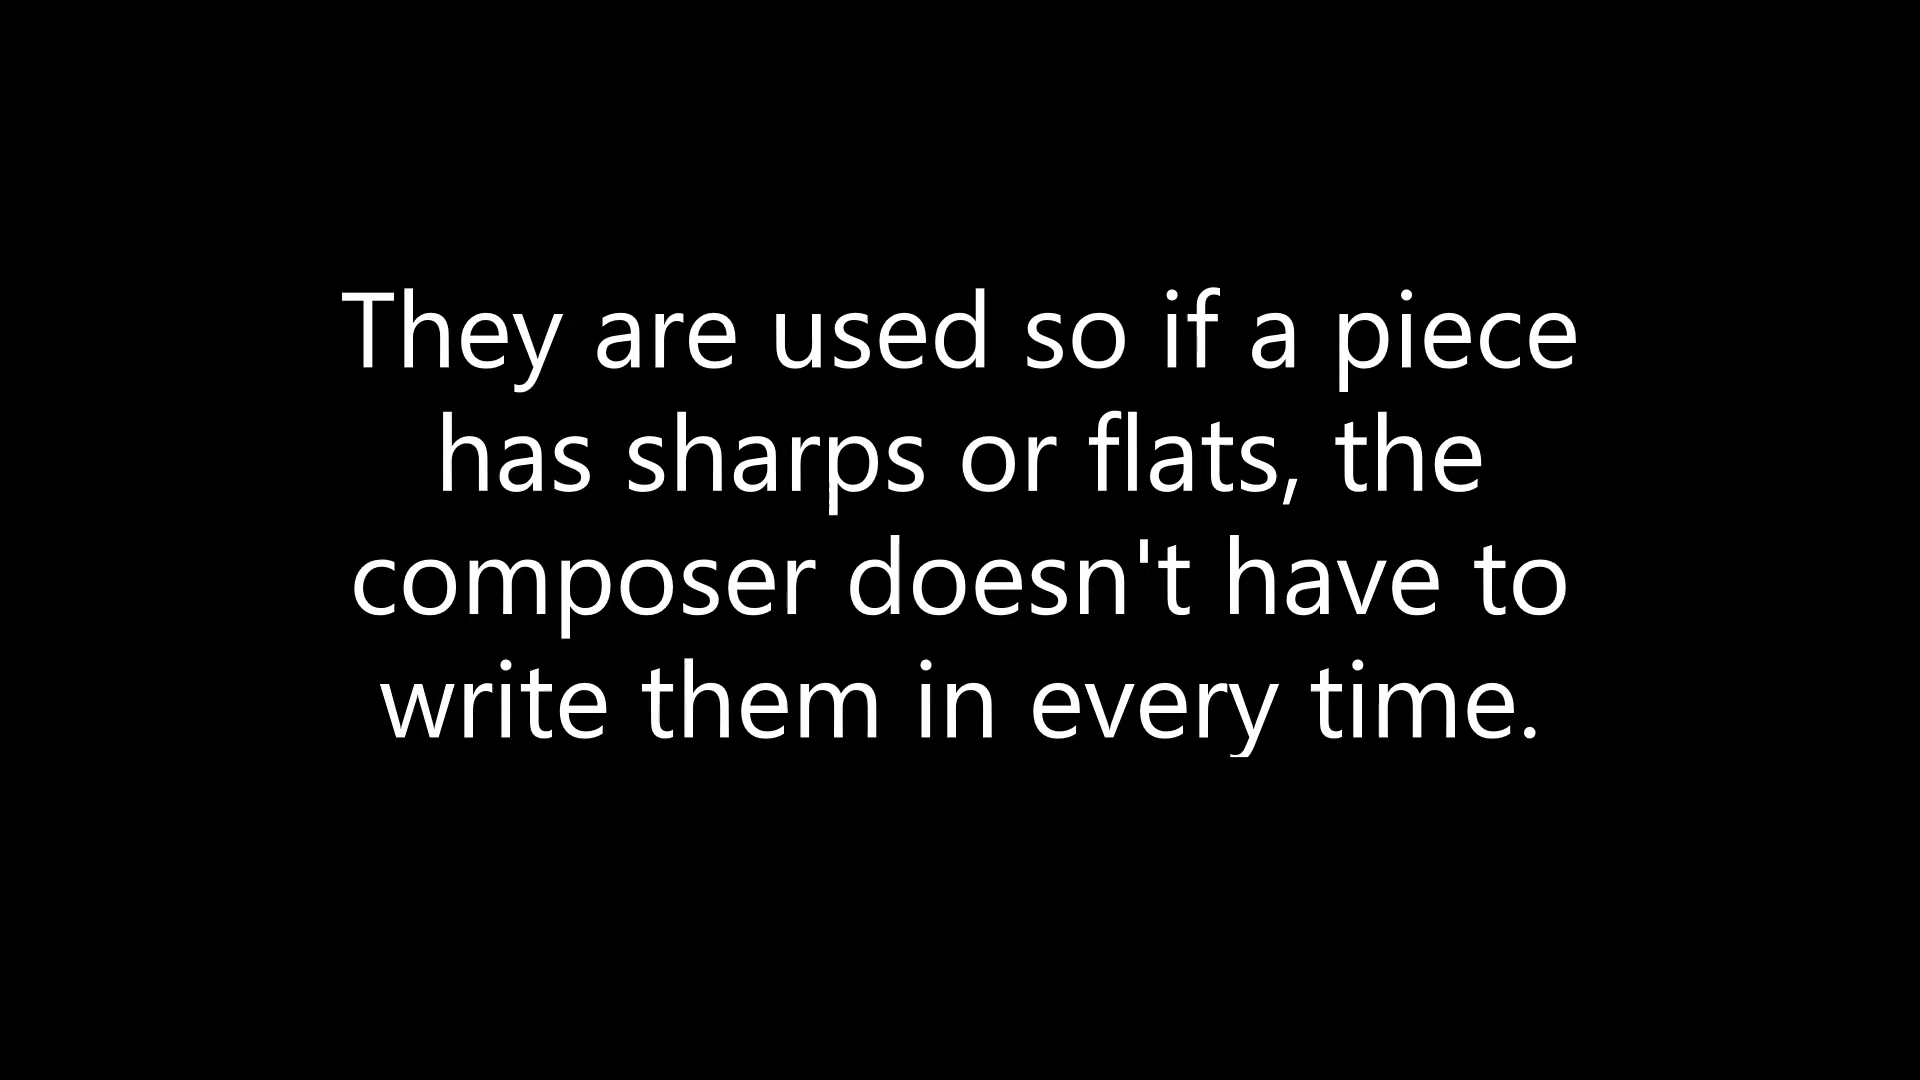 They are used so if a piece
has sharps or flats, the
composer doesn't have to
write them in every time.